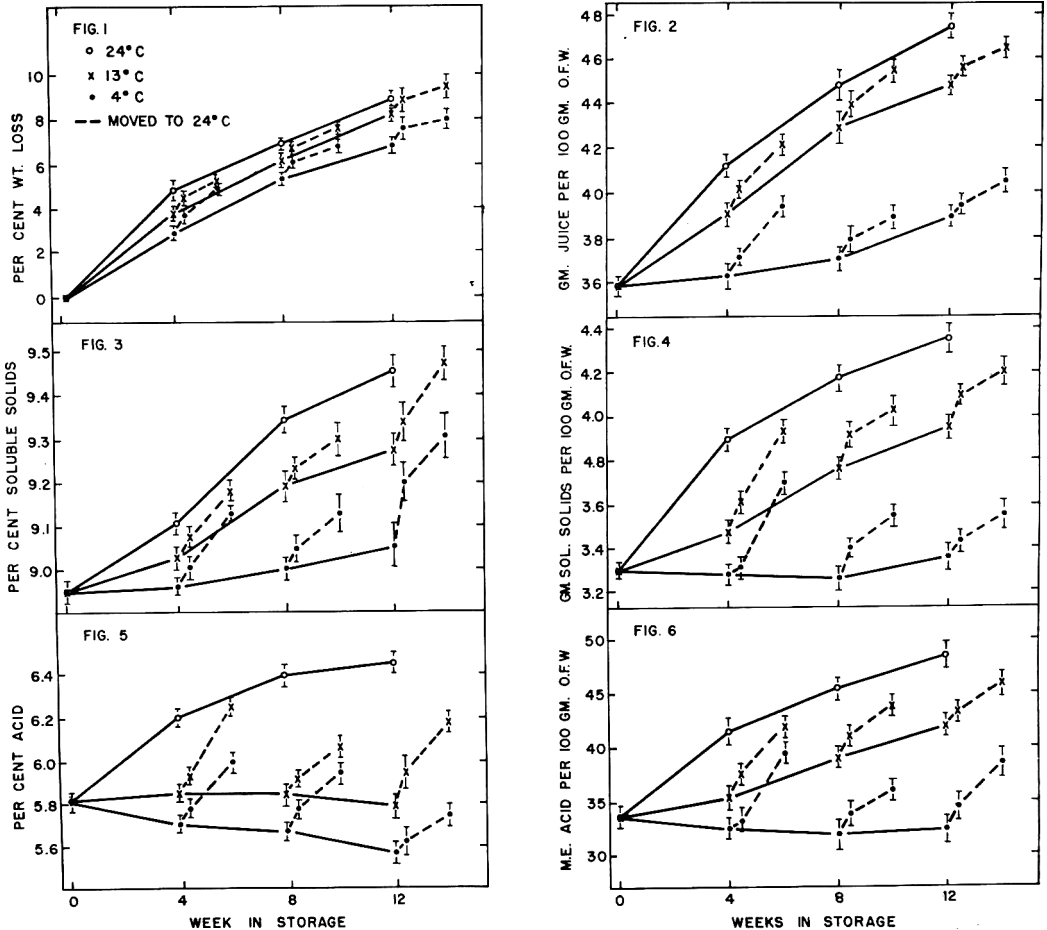 FIG. 1
24°C
13°C
4°C
MOVED TO 24°C
PER CENT WT. LOSS
10
8
6
4
2
0
FIG. 2
GM. JUICE PER 100 GM. O.F.W.
48
46
44
42
40
38
36
FIG. 3
PER CENT SOLUBLE SOLIDS
9.5
9.4
9.3
9.2
9.1
9.0
FIG. 4
GM. SOL. SOLIDS PER 100 GM. O.F.W.
4.4
4.2
4.0
3.8
3.6
3.4
3.2
FIG. 5
PER CENT ACID
6.4
6.2
6.0
5.8
5.6
0 4 8 12
WEEK IN STORAGE
FIG. 6
M.E. ACID PER 100 GM. O.F.W
50
45
40
35
30
0 4 8 12
WEEKS IN STORAGE